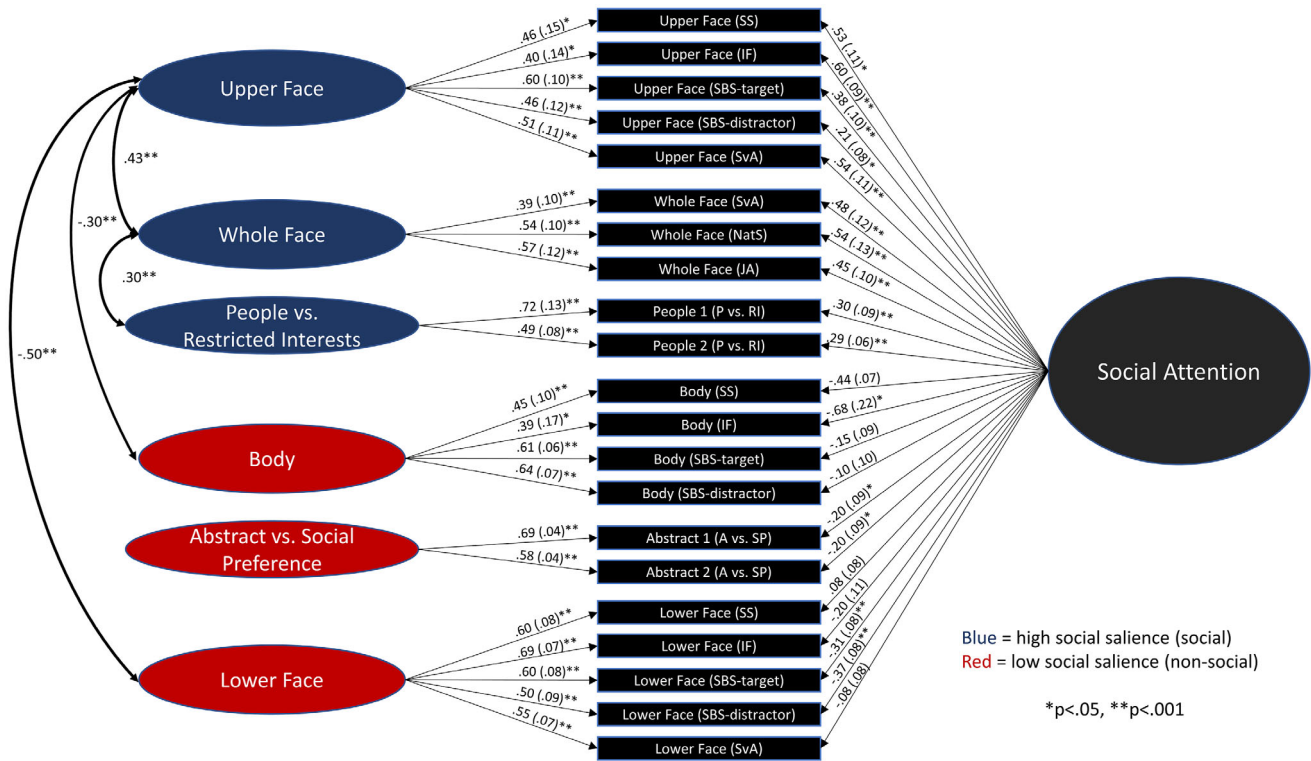 Upper Face
Whole Face
People vs.
Restricted Interests
Body
Abstract vs. Social
Preference
Lower Face
.43**
-.30**
.30**
-.50**
.46 (.15)*
.40 (.14)*
.60 (.10)**
.46 (.12)**
.51 (.11)**
.39 (.10)**
.54 (.10)**
.57 (.12)**
.72 (.13)**
.49 (.08)**
.45 (.10)**
.39 (.17)*
.61 (.06)**
.64 (.07)**
.69 (.04)**
.58 (.04)**
.60 (.08)**
.69 (.07)**
.60 (.08)**
.50 (.09)**
.55 (.07)**
Upper Face (SS)
Upper Face (IF)
Upper Face (SBS-target)
Upper Face (SBS-distractor)
Upper Face (SvA)
Whole Face (SvA)
Whole Face (NatS)
Whole Face (JA)
People 1 (P vs. RI)
People 2 (P vs. RI)
Body (SS)
Body (IF)
Body (SBS-target)
Body (SBS-distractor)
Abstract 1 (A vs. SP)
Abstract 2 (A vs. SP)
Lower Face (SS)
Lower Face (IF)
Lower Face (SBS-target)
Lower Face (SBS-distractor)
Lower Face (SvA)
.53 (.11)*
.60 (.09)**
.38 (.10)**
.21 (.08)*
.54 (.11)**
.48 (.12)**
.54 (.13)**
.45 (.10)**
.30 (.09)**
.29 (.06)**
-.44 (.07)
-.68 (.22)*
-.15 (.09)
-.10 (.10)
-.20 (.09)*
-.20 (.09)*
.08 (.08)
-.20 (.11)
-.31 (.08)**
-.37 (.08)**
-.08 (.08)
Social Attention
Blue = high social salience (social)
Red = low social salience (non-social)
*p<.05, **p<.001